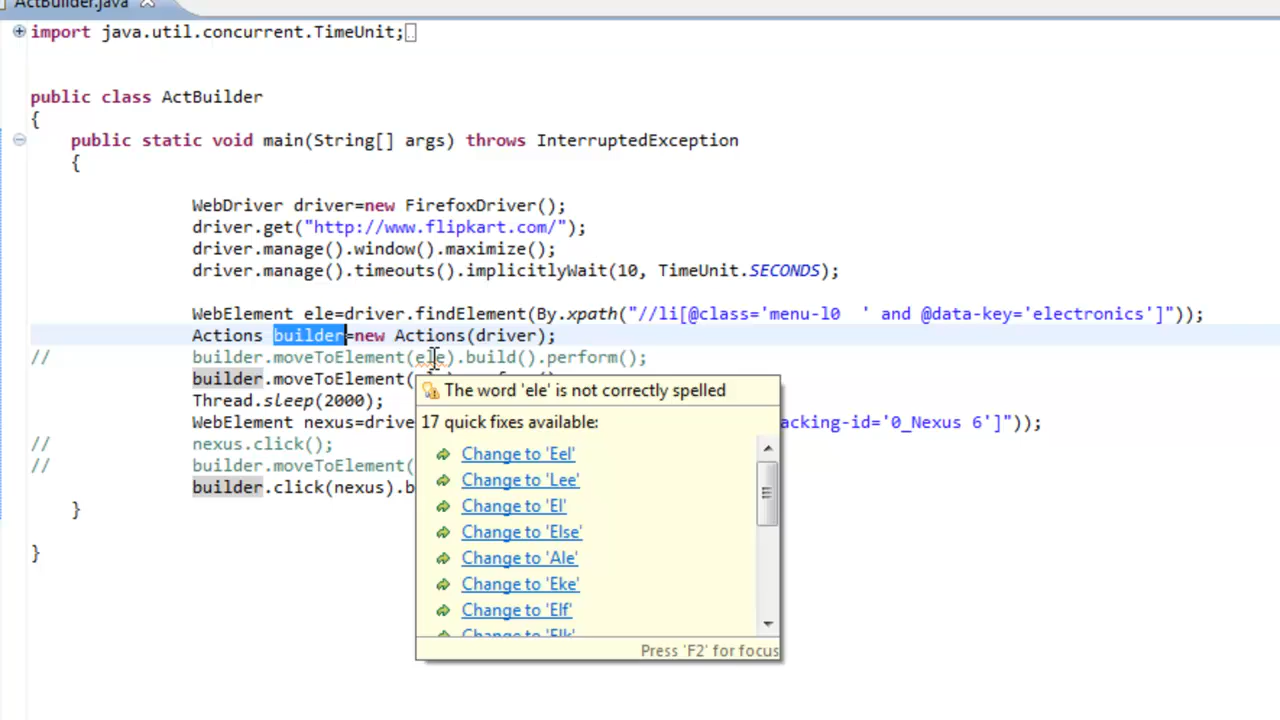 ActBuilder.java
import java.util.concurrent.TimeUnit;
public class ActBuilder
{
public static void main(String[] args) throws InterruptedException
{
WebDriver driver=new FirefoxDriver();
driver.get("http://www.flipkart.com/");
driver.manage().window().maximize();
driver.manage().timeouts().implicitlyWait(10, TimeUnit.SECONDS);
WebElement ele=driver.findElement(By.xpath("//li[@class='menu-l0  ' and @data-key='electronics']"));
Actions builder=new Actions(driver);
// builder.moveToElement(ele).build().perform();
builder.moveToElement(
Thread.sleep(2000);
WebElement nexus=drive acking-id='0_Nexus 6']"));
// nexus.click();
// builder.moveToElement(
builder.click(nexus).b
}
}
The word 'ele' is not correctly spelled
17 quick fixes available:
Change to 'Eel'
Change to 'Lee'
Change to 'El'
Change to 'Else'
Change to 'Ale'
Change to 'Eke'
Change to 'Elf'
Change to 'Elk'
Press 'F2' for focus